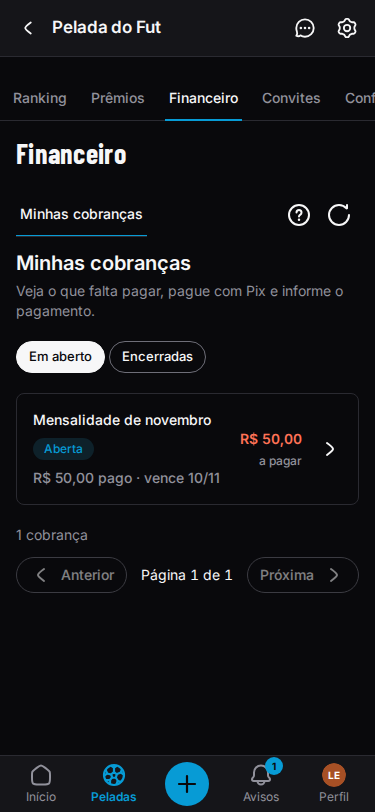 Pelada do Fut
Ranking Prêmios Financeiro Convites Conf
Financeiro
Minhas cobranças
Minhas cobranças
Veja o que falta pagar, pague com Pix e informe o
pagamento.
Em aberto Encerradas
Mensalidade de novembro
Aberta
R$ 50,00 pago · vence 10/11
R$ 50,00
a pagar
1 cobrança
Anterior Página 1 de 1 Próxima
1
LE
Início Peladas Avisos Perfil